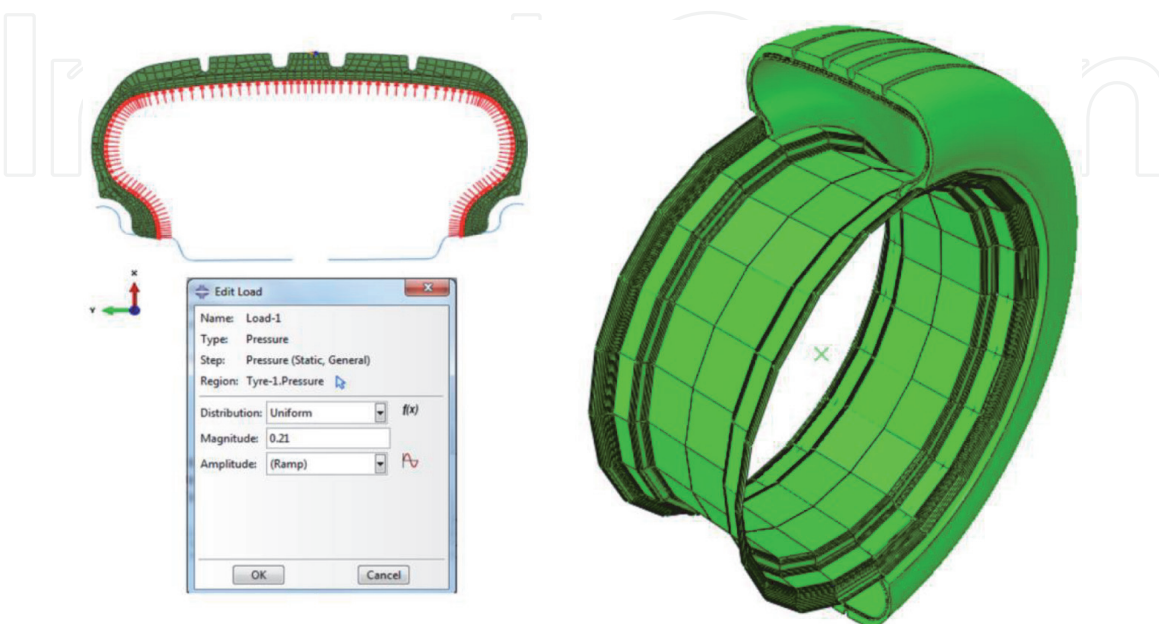 X
Y
Edit Load
X
Name: Load-1
Type: Pressure
Step: Pressure (Static, General)
Region: Tyre-1.Pressure
Distribution: Uniform f(x)
Magnitude: 0.21
Amplitude: (Ramp)
OK Cancel